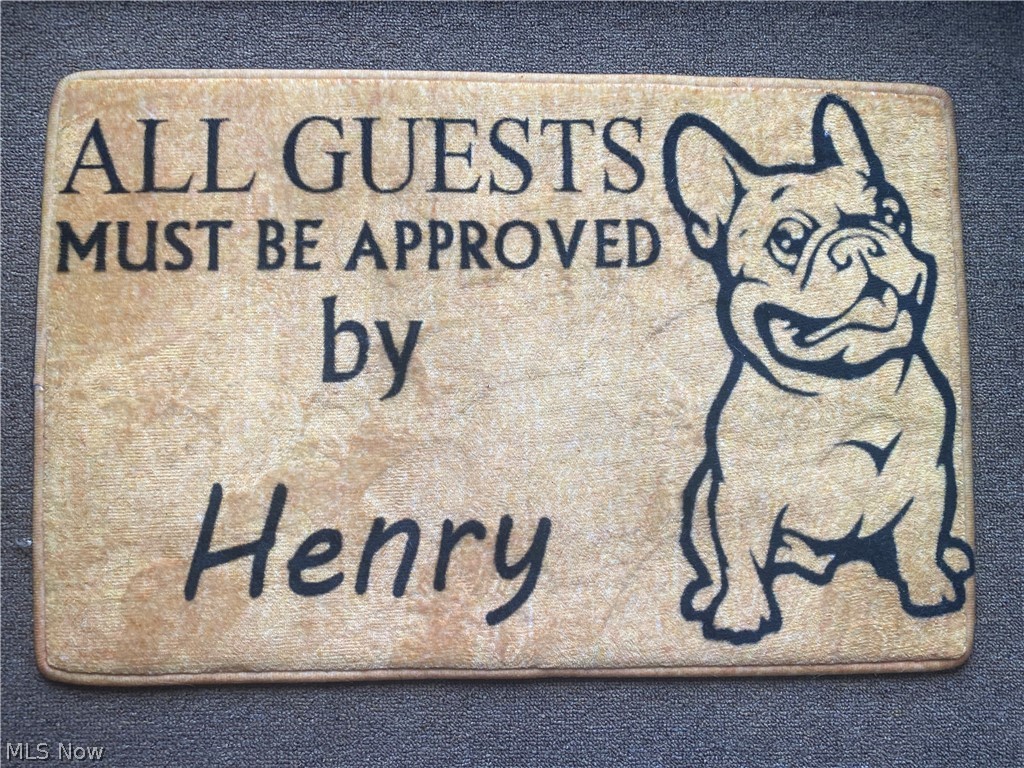 ALL GUESTS
MUST BE APPROVED
by
Henry
MLS Now